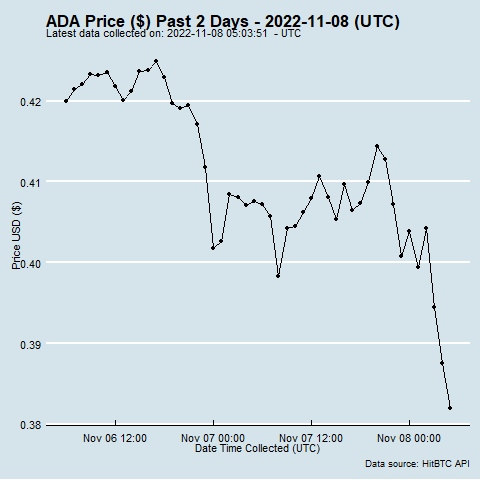 ADA Price ($) Past 2 Days - 2022-11-08 (UTC)
Latest data collected on: 2022-11-08 05:03:51  - UTC
Price USD ($)
0.42
0.41
0.40
0.39
0.38
Nov 06 12:00 Nov 07 00:00 Nov 07 12:00 Nov 08 00:00
Date Time Collected (UTC)
Data source: HitBTC API